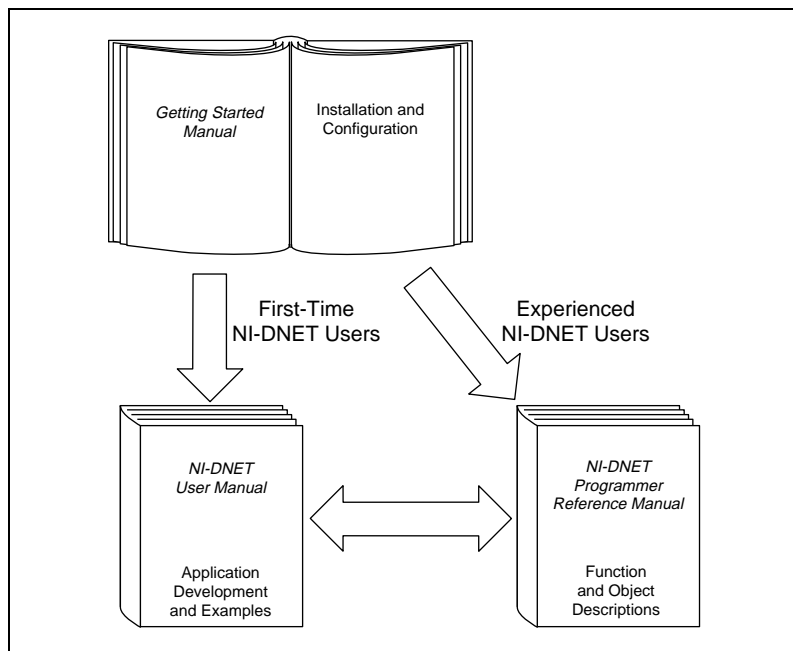 Getting Started
Manual
Installation and
Configuration
First-Time
NI-DNET Users
Experienced
NI-DNET Users
NI-DNET
User Manual
Application
Development
and Examples
NI-DNET
Programmer
Reference Manual
Function
and Object
Descriptions